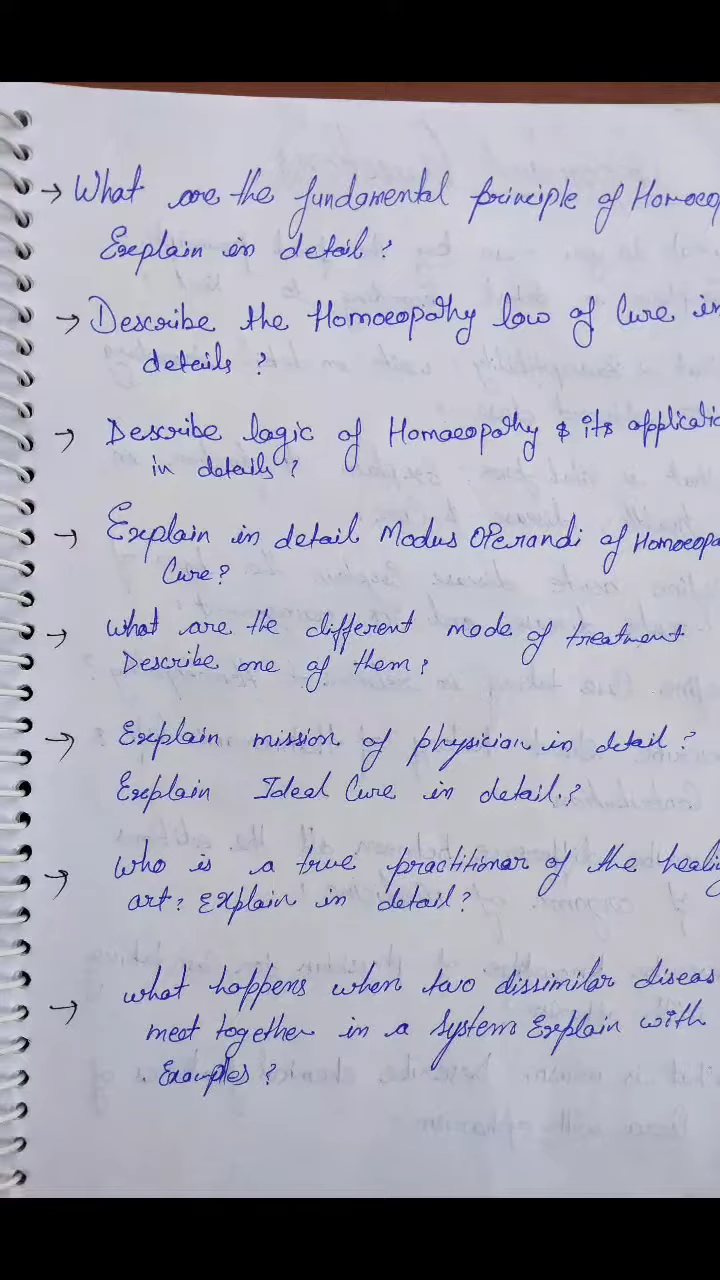 → What are the fundamental principle of Homoeop
Explain in detail?
→ Describe the Homoeopathy law of Cure in
details?
→ Describe logic of Homoeopathy & its applicatio
in details?
→ Explain in detail Modus Operandi of Homoeopa
Cure?
→ What are the different mode of treatment
Describe one of them?
→ Explain mission of physician in detail?
Explain Ideal Cure in detail.?
→ Who is a true practitionar of the healing
art? Explain in detail?
→ what happens when two dissimilar diseas
meet together in a system Explain with
Examples?